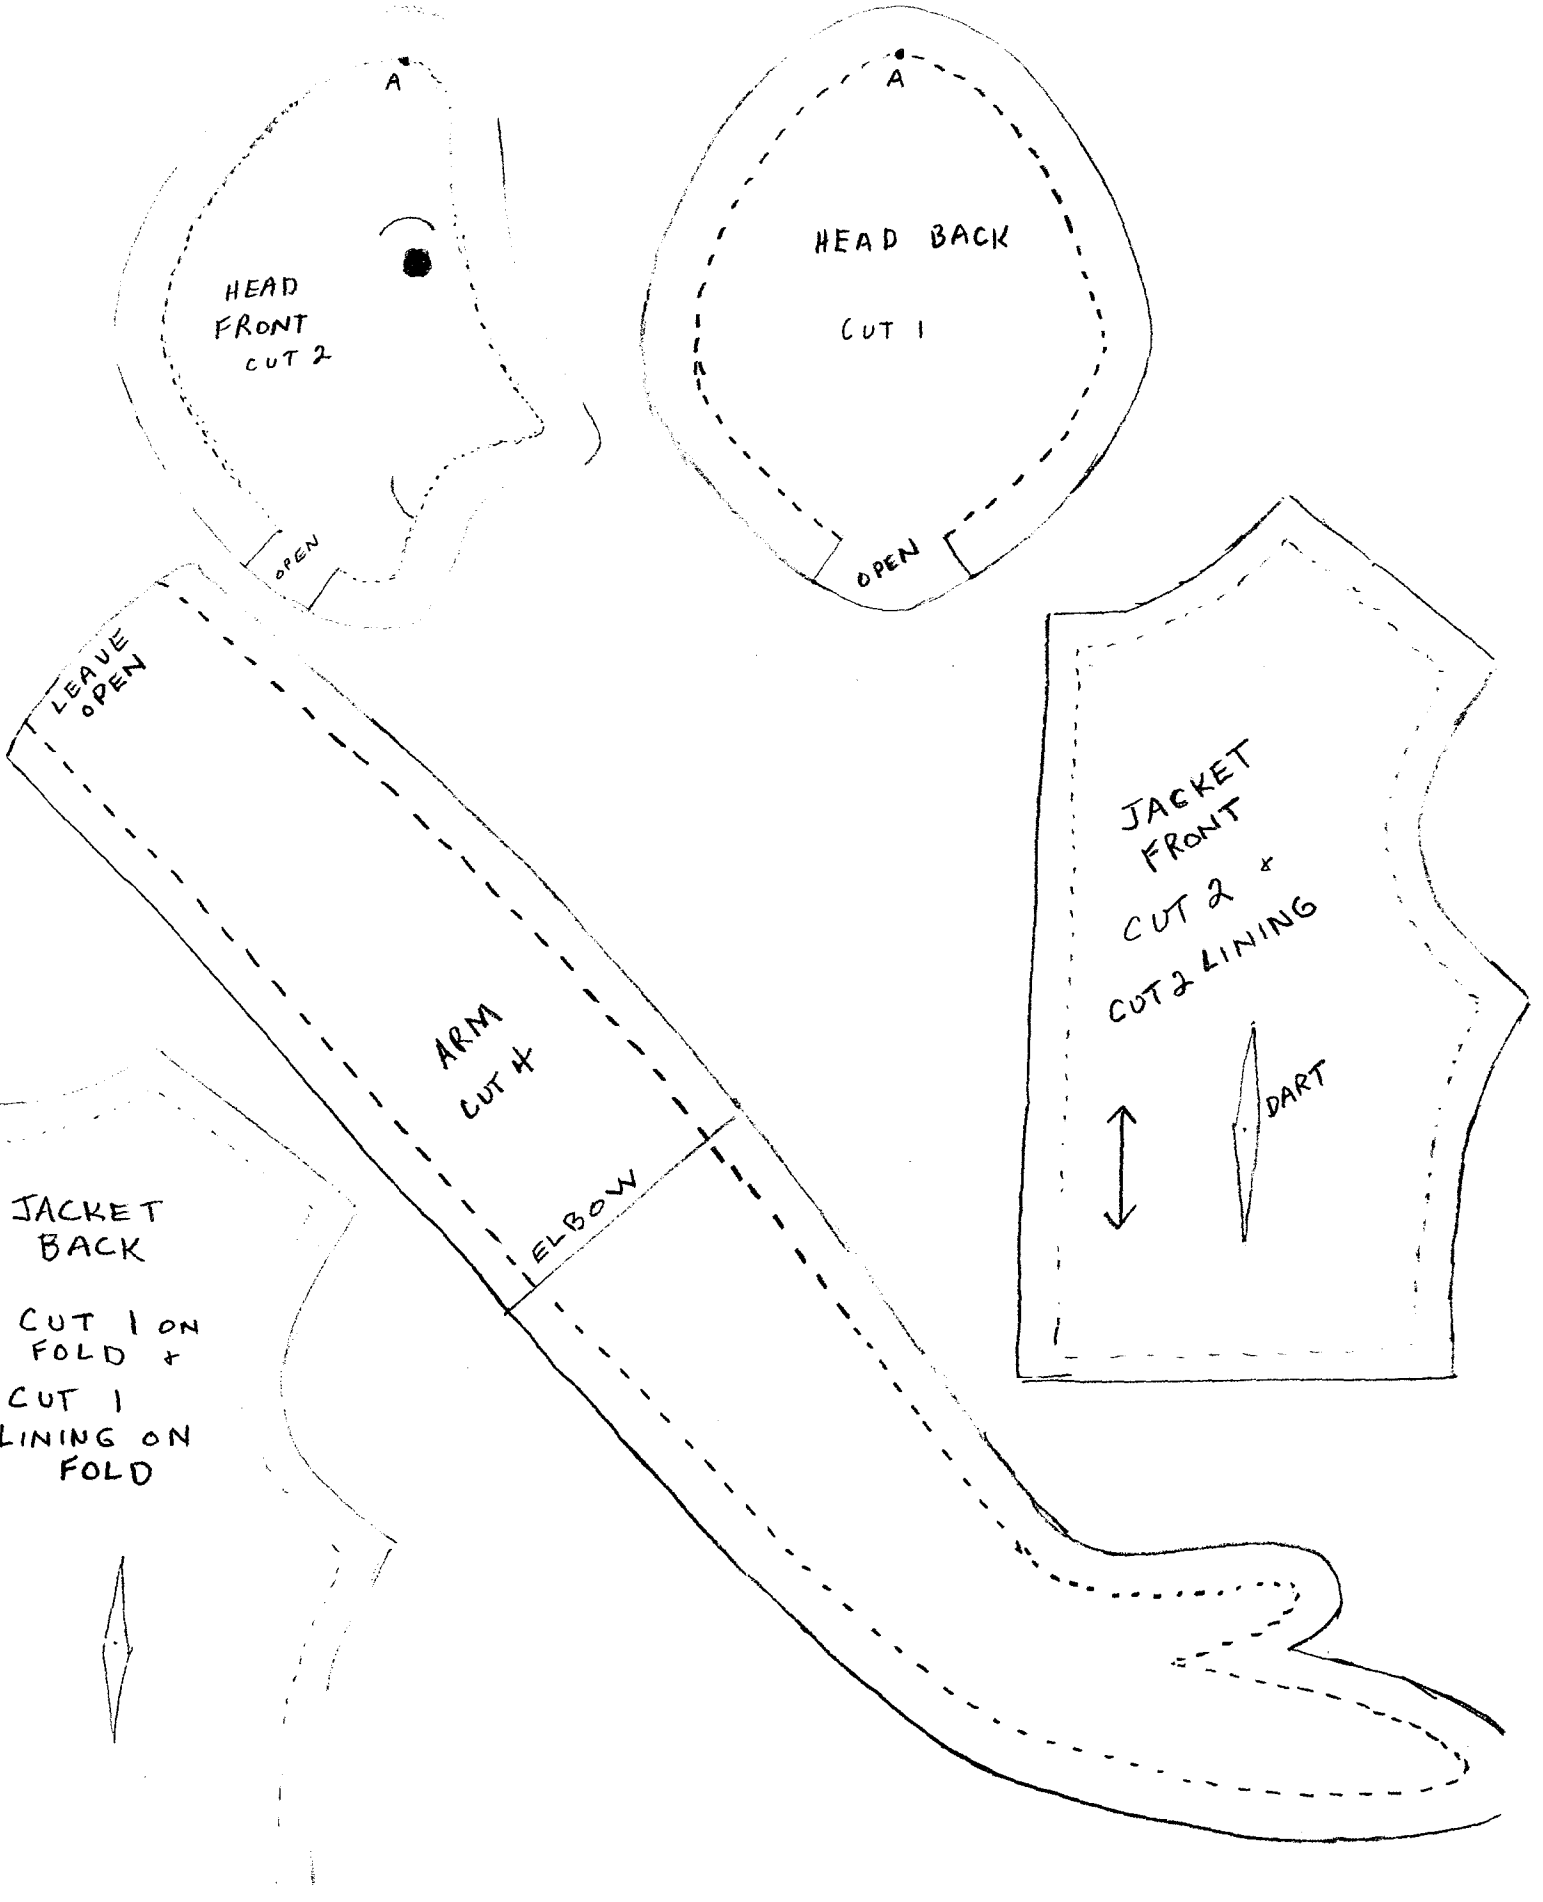 A
HEAD
FRONT
CUT 2
OPEN
A
HEAD BACK
CUT 1
OPEN
LEAVE
OPEN
ARM
CUT 4
ELBOW
JACKET
FRONT
CUT 2 &
CUT 2 LINING
DART
JACKET
BACK
CUT 1 ON
FOLD &
CUT 1
LINING ON
FOLD